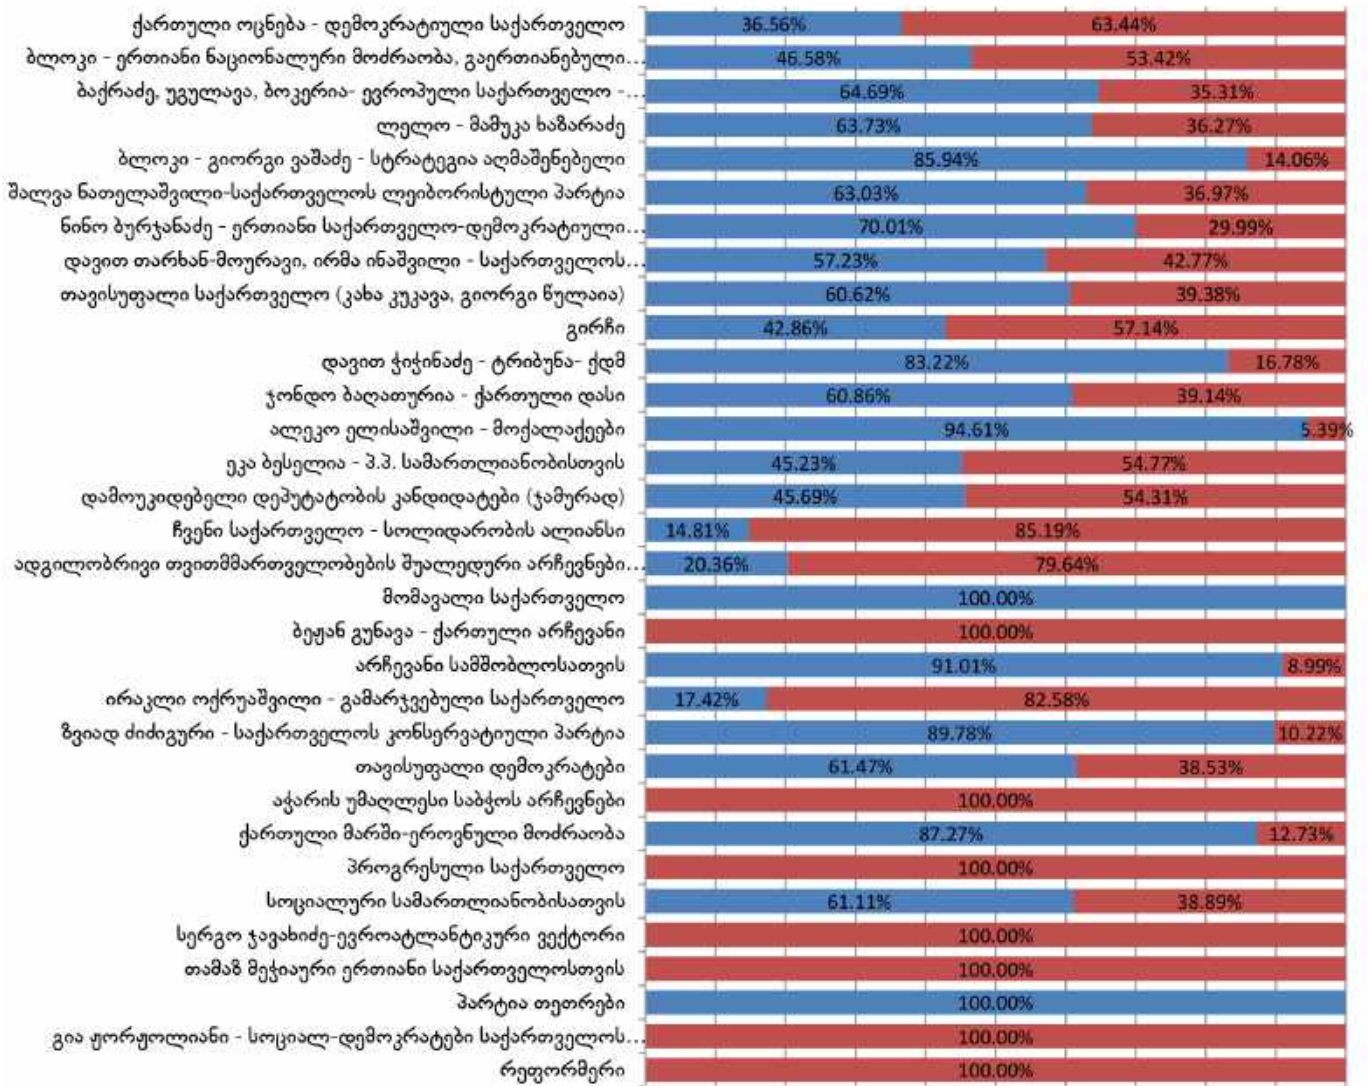 ქართული ოცნება - დემოკრატიული საქართველო 36.56% 63.44%
ბლოკი - ერთიანი ნაციონალური მოძრაობა, გაერთიანებული... 46.58% 53.42%
ბაქრაძე, უგულავა, ბოკერია- ევროპული საქართველო -... 64.69% 35.31%
ლელო - მამუკა ხაზარაძე 63.73% 36.27%
ბლოკი - გიორგი ვაშაძე - სტრატეგია აღმაშენებელი 85.94% 14.06%
შალვა ნათელაშვილი-საქართველოს ლეიბორისტული პარტია 63.03% 36.97%
ნინო ბურჯანაძე - ერთიანი საქართველო-დემოკრატიული... 70.01% 29.99%
დავით თარხან-მოურავი, ირმა ინაშვილი - საქართველოს... 57.23% 42.77%
თავისუფალი საქართველო (კახა კუკავა, გიორგი წულაია) 60.62% 39.38%
გირჩი 42.86% 57.14%
დავით ჭიჭინაძე - ტრიბუნა- ქდმ 83.22% 16.78%
ჯონდო ბაღათურია - ქართული დასი 60.86% 39.14%
ალეკო ელისაშვილი - მოქალაქეები 94.61% 5.39%
ეკა ბესელია - პ.პ. სამართლიანობისთვის 45.23% 54.77%
დამოუკიდებელი დეპუტატობის კანდიდატები (ჯამურად) 45.69% 54.31%
ჩვენი საქართველო - სოლიდარობის ალიანსი 14.81% 85.19%
ადგილობრივი თვითმმართველობების შუალედური არჩევნები... 20.36% 79.64%
მომავალი საქართველო 100.00%
ბეჟან გუნავა - ქართული არჩევანი 100.00%
არჩევანი სამშობლოსათვის 91.01% 8.99%
ირაკლი ოქრუაშვილი - გამარჯვებული საქართველო 17.42% 82.58%
ზვიად ძიძიგური - საქართველოს კონსერვატიული პარტია 89.78% 10.22%
თავისუფალი დემოკრატები 61.47% 38.53%
აჭარის უმაღლესი საბჭოს არჩევნები 100.00%
ქართული მარში-ეროვნული მოძრაობა 87.27% 12.73%
პროგრესული საქართველო 100.00%
სოციალური სამართლიანობისათვის 61.11% 38.89%
სერგო ჯავახიძე-ევროატლანტიკური ვექტორი 100.00%
თამაზ მეჭიაური ერთიანი საქართველოსთვის 100.00%
პარტია თეთრები 100.00%
გია ჟორჟოლიანი - სოციალ-დემოკრატები საქართველოს... 100.00%
რეფორმერი 100.00%